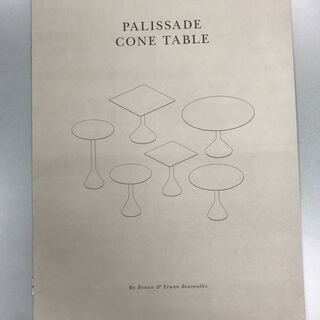 PALISSADE
CONE TABLE
By Ronan & Erwan Bouroullec